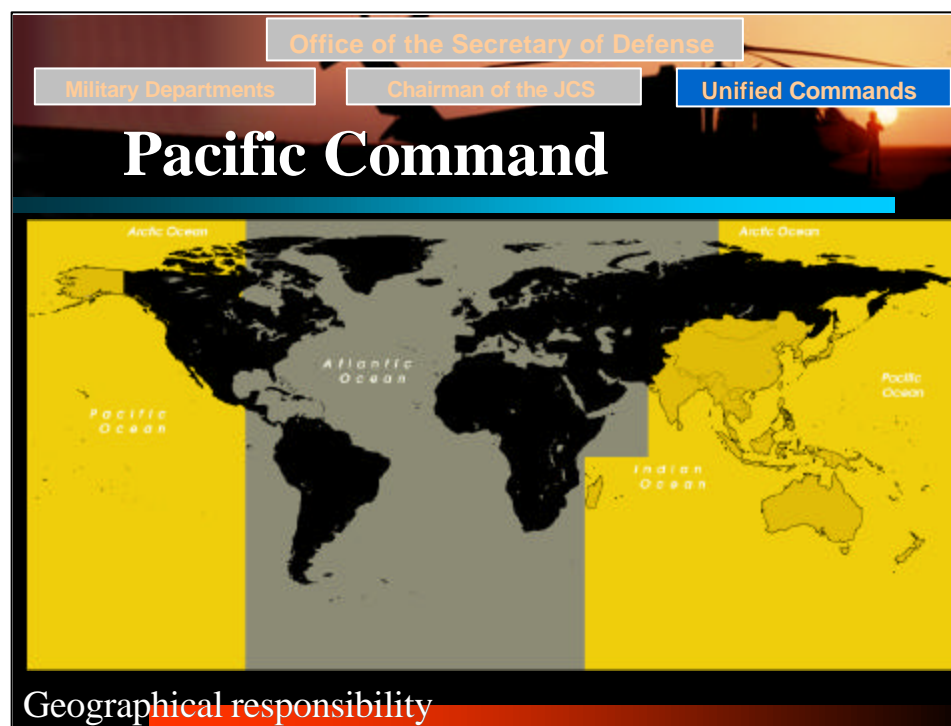 Office of the Secretary of Defense
Military Departments
Chairman of the JCS
Unified Commands
Pacific Command
Arctic Ocean
Arctic Ocean
Atlantic
Ocean
Pacific
Ocean
Pacific
Ocean
Indian
Ocean
Geographical responsibility